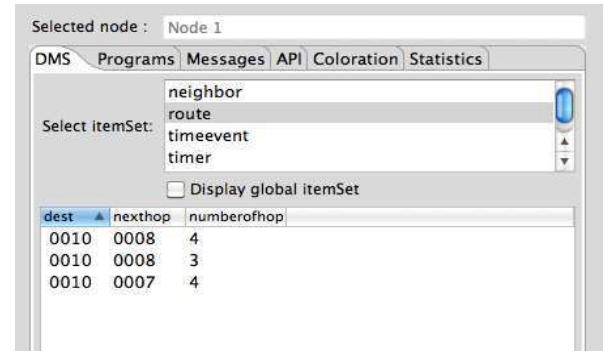 Selected node : Node 1
DMS Programs Messages API Coloration Statistics
neighbor
route
Select itemSet:
timeevent
timer
Display global itemSet
dest nexthop numberofhop
0010 0008 4
0010 0008 3
0010 0007 4